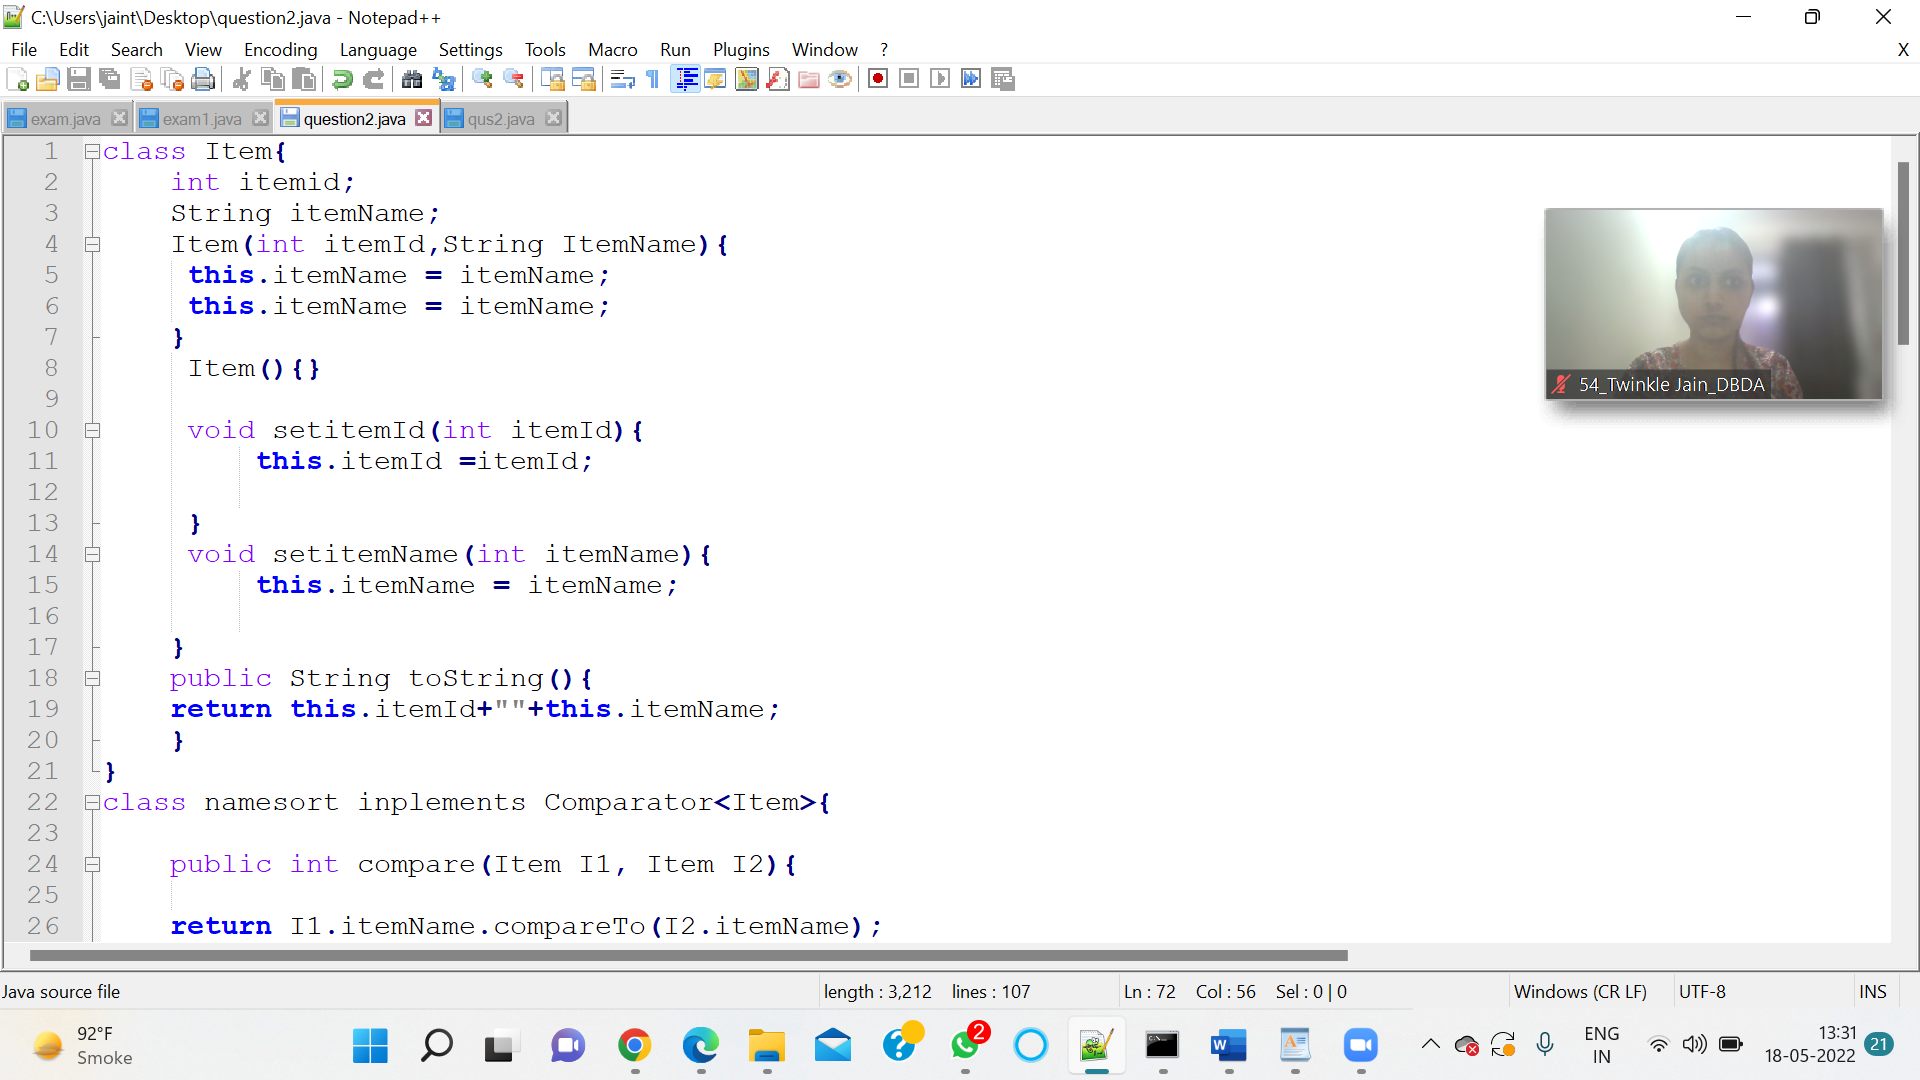 C:\Users\jaint\Desktop\question2.java - Notepad++
File Edit Search View Encoding Language Settings Tools Macro Run Plugins Window ? X
exam.java exam1.java question2.java qus2.java
1 class Item{
2 int itemid;
3 String itemName;
4 Item(int itemId,String ItemName){
5 this.itemName = itemName;
6 this.itemName = itemName;
7 }
8 Item(){}
9
10 void setitemId(int itemId){
11 this.itemId =itemId;
12
13 }
14 void setitemName(int itemName){
15 this.itemName = itemName;
16
17 }
18 public String toString(){
19 return this.itemId+""+this.itemName;
20 }
21 }
22 class namesort inplements Comparator<Item>{
23
24 public int compare(Item I1, Item I2){
25
26 return I1.itemName.compareTo(I2.itemName);
54_Twinkle Jain_DBDA
Java source file length : 3,212 lines : 107 Ln : 72 Col : 56 Sel : 0 | 0 Windows (CR LF) UTF-8 INS
92°F
Smoke
2
ENG
IN
13:31
18-05-2022
21